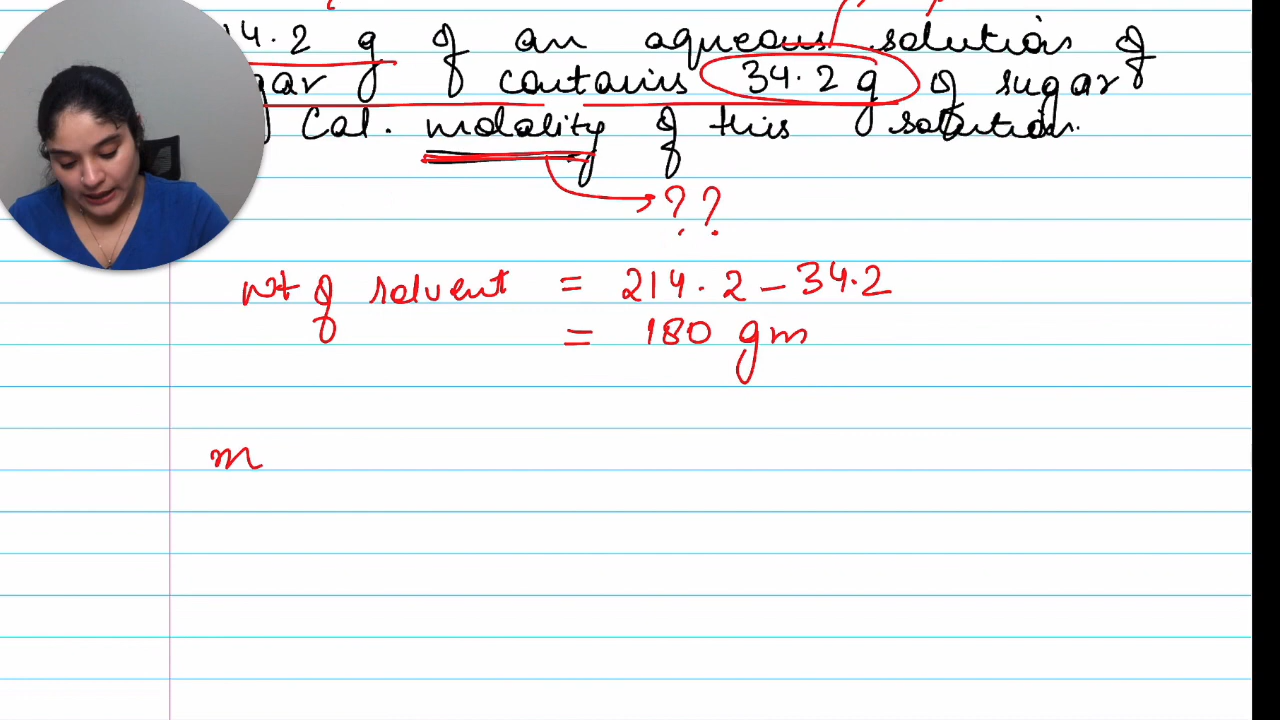 4.2 g of an aqueous solution of
gar of contains 34.2 g of sugar
Cal. molality of this solution.
??
wt of solvent = 214.2 - 34.2
= 180 gm
m